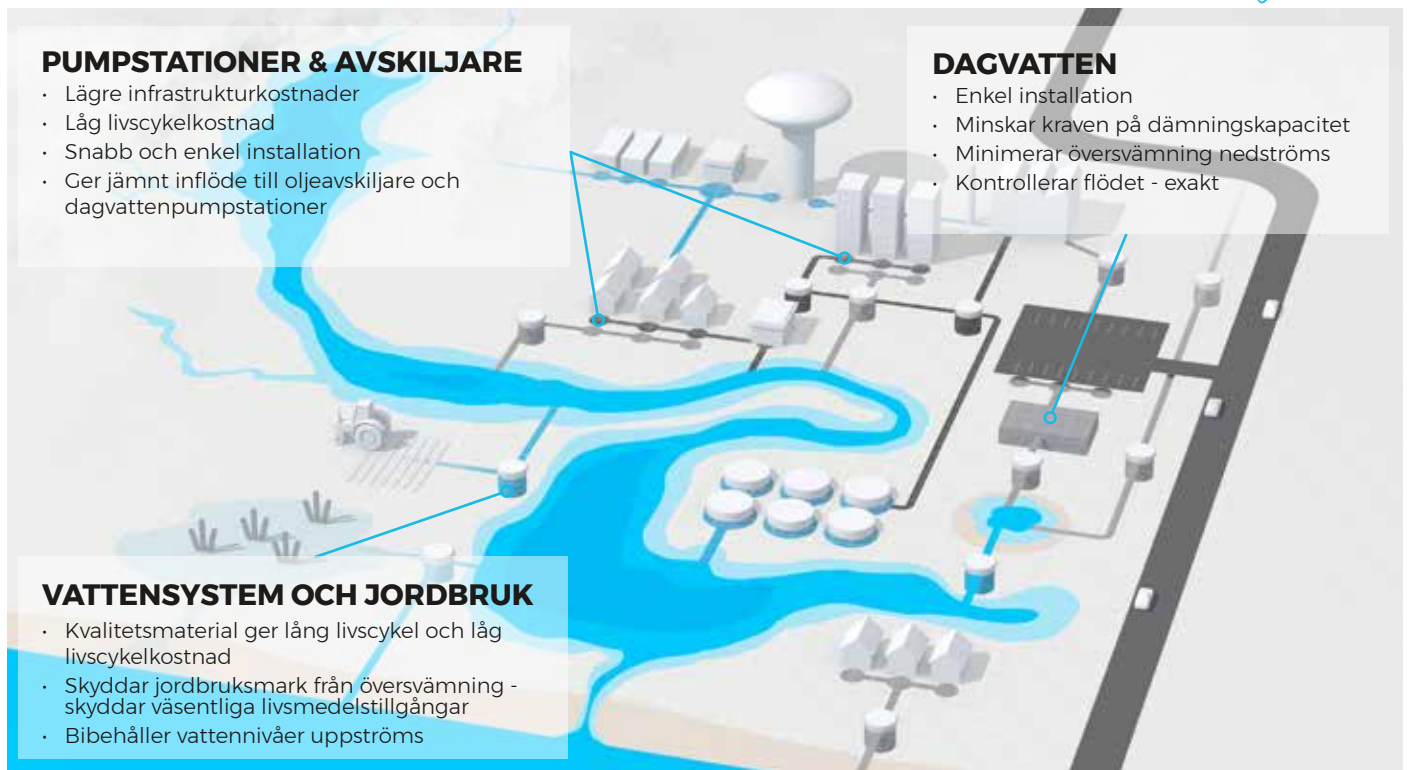 PUMPSTATIONER & AVSKILJARE
• Lägre infrastrukturkostnader
• Låg livscykelkostnad
• Snabb och enkel installation
• Ger jämnt inflöde till oljeavskiljare och
dagvattenpumpstationer
DAGVATTEN
• Enkel installation
• Minskar kraven på dämningskapacitet
• Minimerar översvämning nedströms
• Kontrollerar flödet - exakt
VATTENSYSTEM OCH JORDBRUK
• Kvalitetsmaterial ger lång livscykel och låg
livscykelkostnad
• Skyddar jordbruksmark från översvämning -
skyddar väsentliga livsmedelstillgångar
• Bibehåller vattennivåer uppströms